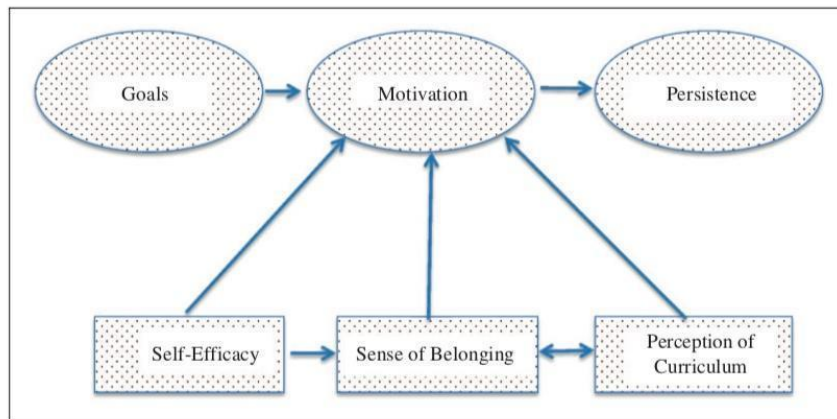 Goals
Motivation
Persistence
Self-Efficacy
Sense of Belonging
Perception of
Curriculum